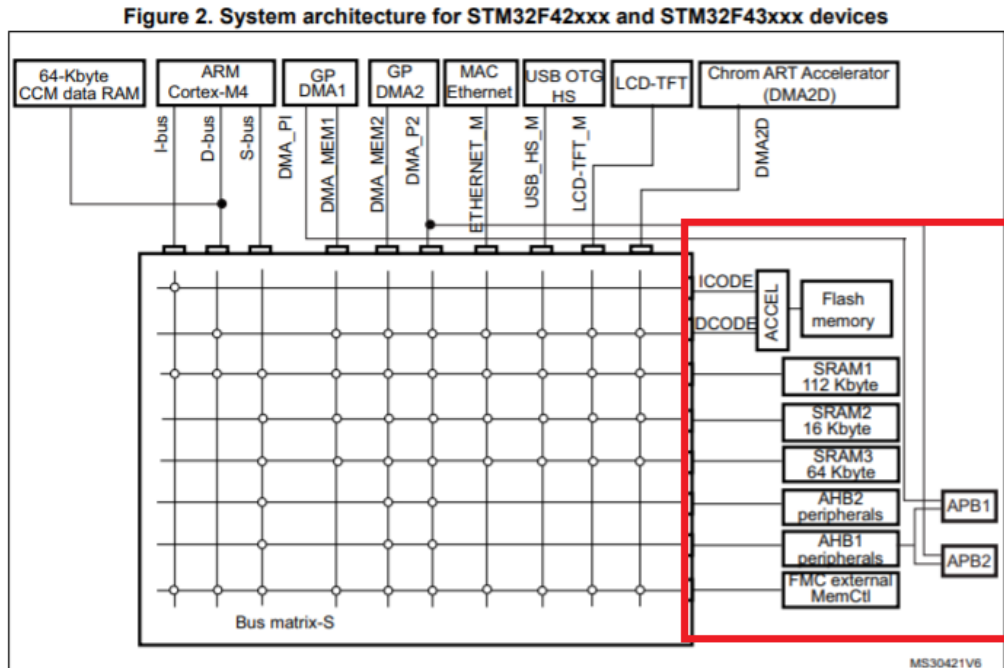 Figure 2. System architecture for STM32F42xxx and STM32F43xxx devices
64-Kbyte
CCM data RAM
ARM
Cortex-M4
GP
DMA1
GP
DMA2
MAC
Ethernet
USB OTG
HS
LCD-TFT
Chrom ART Accelerator
(DMA2D)
I-bus
D-bus
S-bus
DMA_PI
DMA_MEM1
DMA_MEM2
DMA_P2
ETHERNET_M
USB_HS_M
LCD-TFT_M
DMA2D
ICODE
DCODE
ACCEL
Flash
memory
SRAM1
112 Kbyte
SRAM2
16 Kbyte
SRAM3
64 Kbyte
AHB2
peripherals
AHB1
peripherals
FMC external
MemCtl
APB1
APB2
Bus matrix-S
MS30421V6